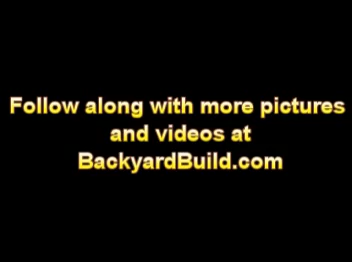 Follow along with more pictures
and videos at
BackyardBuild.com